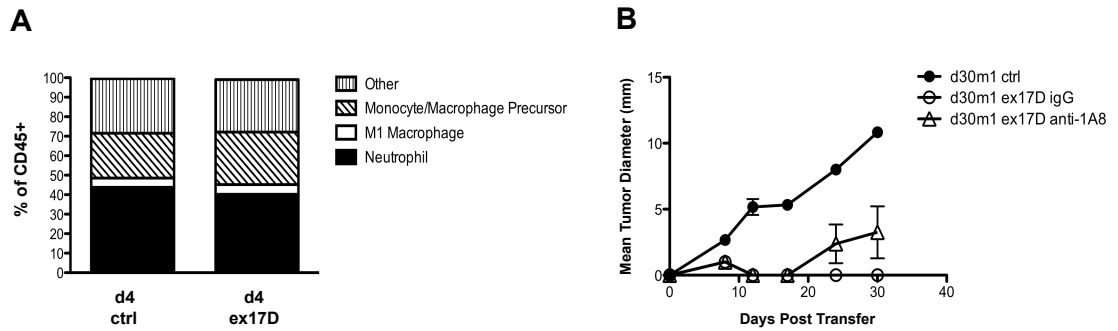 A
% of CD45+
100
90
80
70
60
50
40
30
20
10
0
d4
ctrl
d4
ex17D
Other
Monocyte/Macrophage Precursor
M1 Macrophage
Neutrophil
B
Mean Tumor Diameter (mm)
15
10
5
0
0
10
20
30
40
Days Post Transfer
d30m1 ctrl
d30m1 ex17D igG
d30m1 ex17D anti-1A8